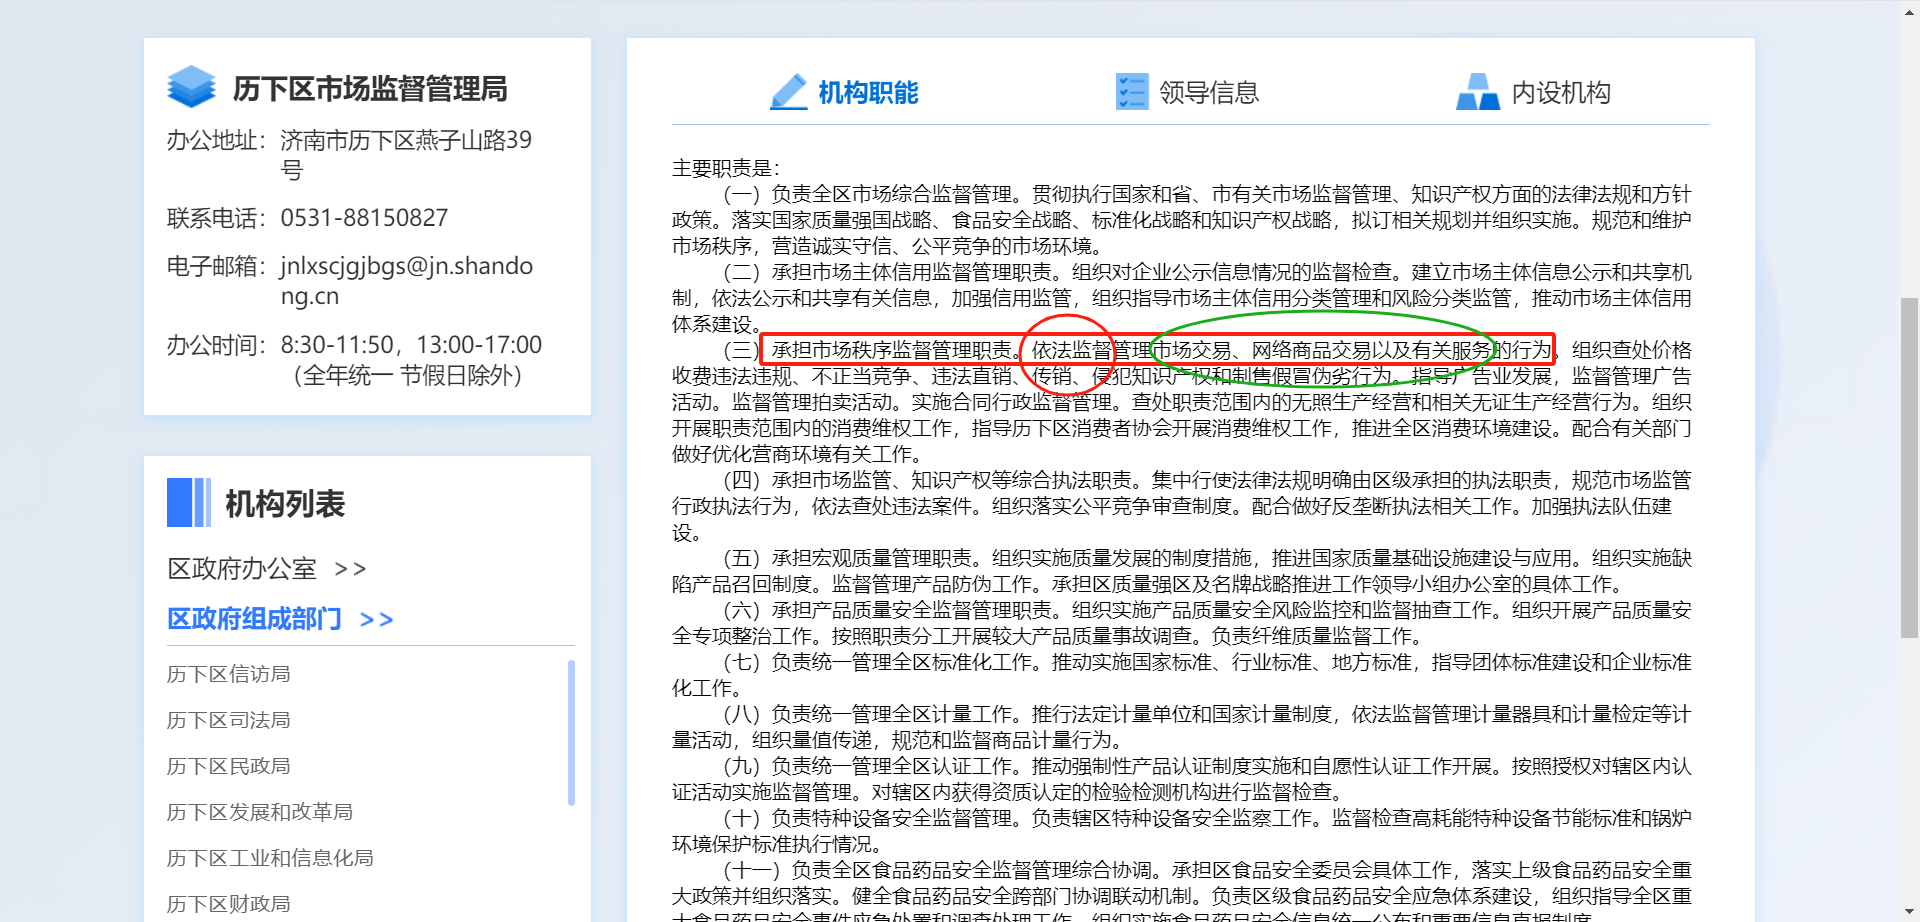 历下区市场监督管理局
办公地址：济南市历下区燕子山路39
号
联系电话：0531-88150827
电子邮箱：jnlxscjgjbgs@jn.shando
ng.cn
办公时间：8:30-11:50，13:00-17:00
（全年统一 节假日除外）
机构列表
区政府办公室 >>
区政府组成部门 >>
历下区信访局
历下区司法局
历下区民政局
历下区发展和改革局
历下区工业和信息化局
历下区财政局
机构职能
领导信息
内设机构
主要职责是：
（一）负责全区市场综合监督管理。贯彻执行国家和省、市有关市场监督管理、知识产权方面的法律法规和方针
政策。落实国家质量强国战略、食品安全战略、标准化战略和知识产权战略，拟订相关规划并组织实施。规范和维护
市场秩序，营造诚实守信、公平竞争的市场环境。
（二）承担市场主体信用监督管理职责。组织对企业公示信息情况的监督检查。建立市场主体信息公示和共享机
制，依法公示和共享有关信息，加强信用监管，组织指导市场主体信用分类管理和风险分类监管，推动市场主体信用
体系建设。
（三）承担市场秩序监督管理职责。依法监督管理市场交易、网络商品交易以及有关服务的行为。组织查处价格
收费违法违规、不正当竞争、违法直销、传销、侵犯知识产权和制售假冒伪劣行为。指导广告业发展，监督管理广告
活动。监督管理拍卖活动。实施合同行政监督管理。查处职责范围内的无照生产经营和相关无证生产经营行为。组织
开展职责范围内的消费维权工作，指导历下区消费者协会开展消费维权工作，推进全区消费环境建设。配合有关部门
做好优化营商环境有关工作。
（四）承担市场监管、知识产权等综合执法职责。集中行使法律法规明确由区级承担的执法职责，规范市场监管
行政执法行为，依法查处违法案件。组织落实公平竞争审查制度。配合做好反垄断执法相关工作。加强执法队伍建
设。
（五）承担宏观质量管理职责。组织实施质量发展的制度措施，推进国家质量基础设施建设与应用。组织实施缺
陷产品召回制度。监督管理产品防伪工作。承担区质量强区及名牌战略推进工作领导小组办公室的具体工作。
（六）承担产品质量安全监督管理职责。组织实施产品质量安全风险监控和监督抽查工作。组织开展产品质量安
全专项整治工作。按照职责分工开展较大产品质量事故调查。负责纤维质量监督工作。
（七）负责统一管理全区标准化工作。推动实施国家标准、行业标准、地方标准，指导团体标准建设和企业标准
化工作。
（八）负责统一管理全区计量工作。推行法定计量单位和国家计量制度，依法监督管理计量器具和计量检定等计
量活动，组织量值传递，规范和监督商品计量行为。
（九）负责统一管理全区认证工作。推动强制性产品认证制度实施和自愿性认证工作开展。按照授权对辖区内认
证活动实施监督管理。对辖区内获得资质认定的检验检测机构进行监督检查。
（十）负责特种设备安全监督管理。负责辖区特种设备安全监察工作。监督检查高耗能特种设备节能标准和锅炉
环境保护标准执行情况。
（十一）负责全区食品药品安全监督管理综合协调。承担区食品安全委员会具体工作，落实上级食品药品安全重
大政策并组织落实。健全食品药品安全跨部门协调联动机制。负责区级食品药品安全应急体系建设，组织指导全区重
大食品药品安全事件应急处置和调查处理工作。组织实施食品药品安全信息统一公布和重要信息直报制度。